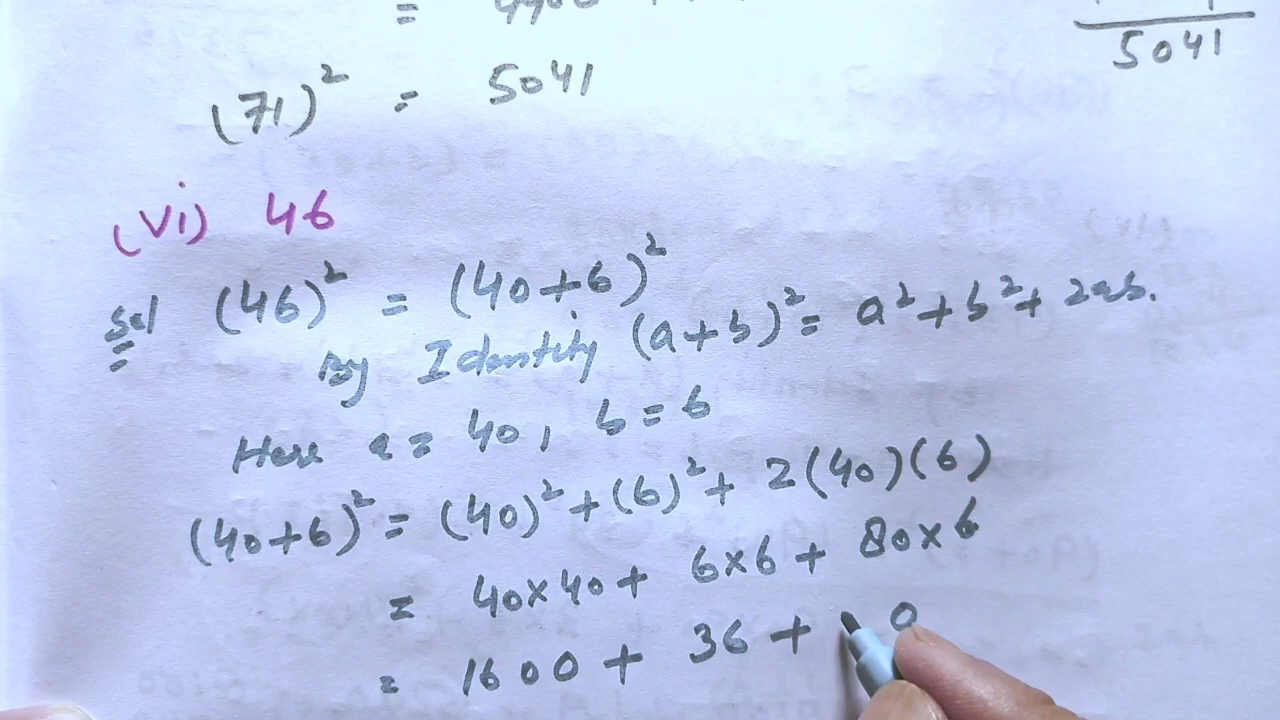 =
5041
(71)² = 5041
(vi) 46
Sol (46)² = (40+6)²
By Identity (a+b)² = a²+b²+2ab.
Here a = 40, b = 6
(40+6)² = (40)²+(6)²+ 2(40)(6)
= 40×40+ 6×6+ 80×6
= 1600 + 36 + 0